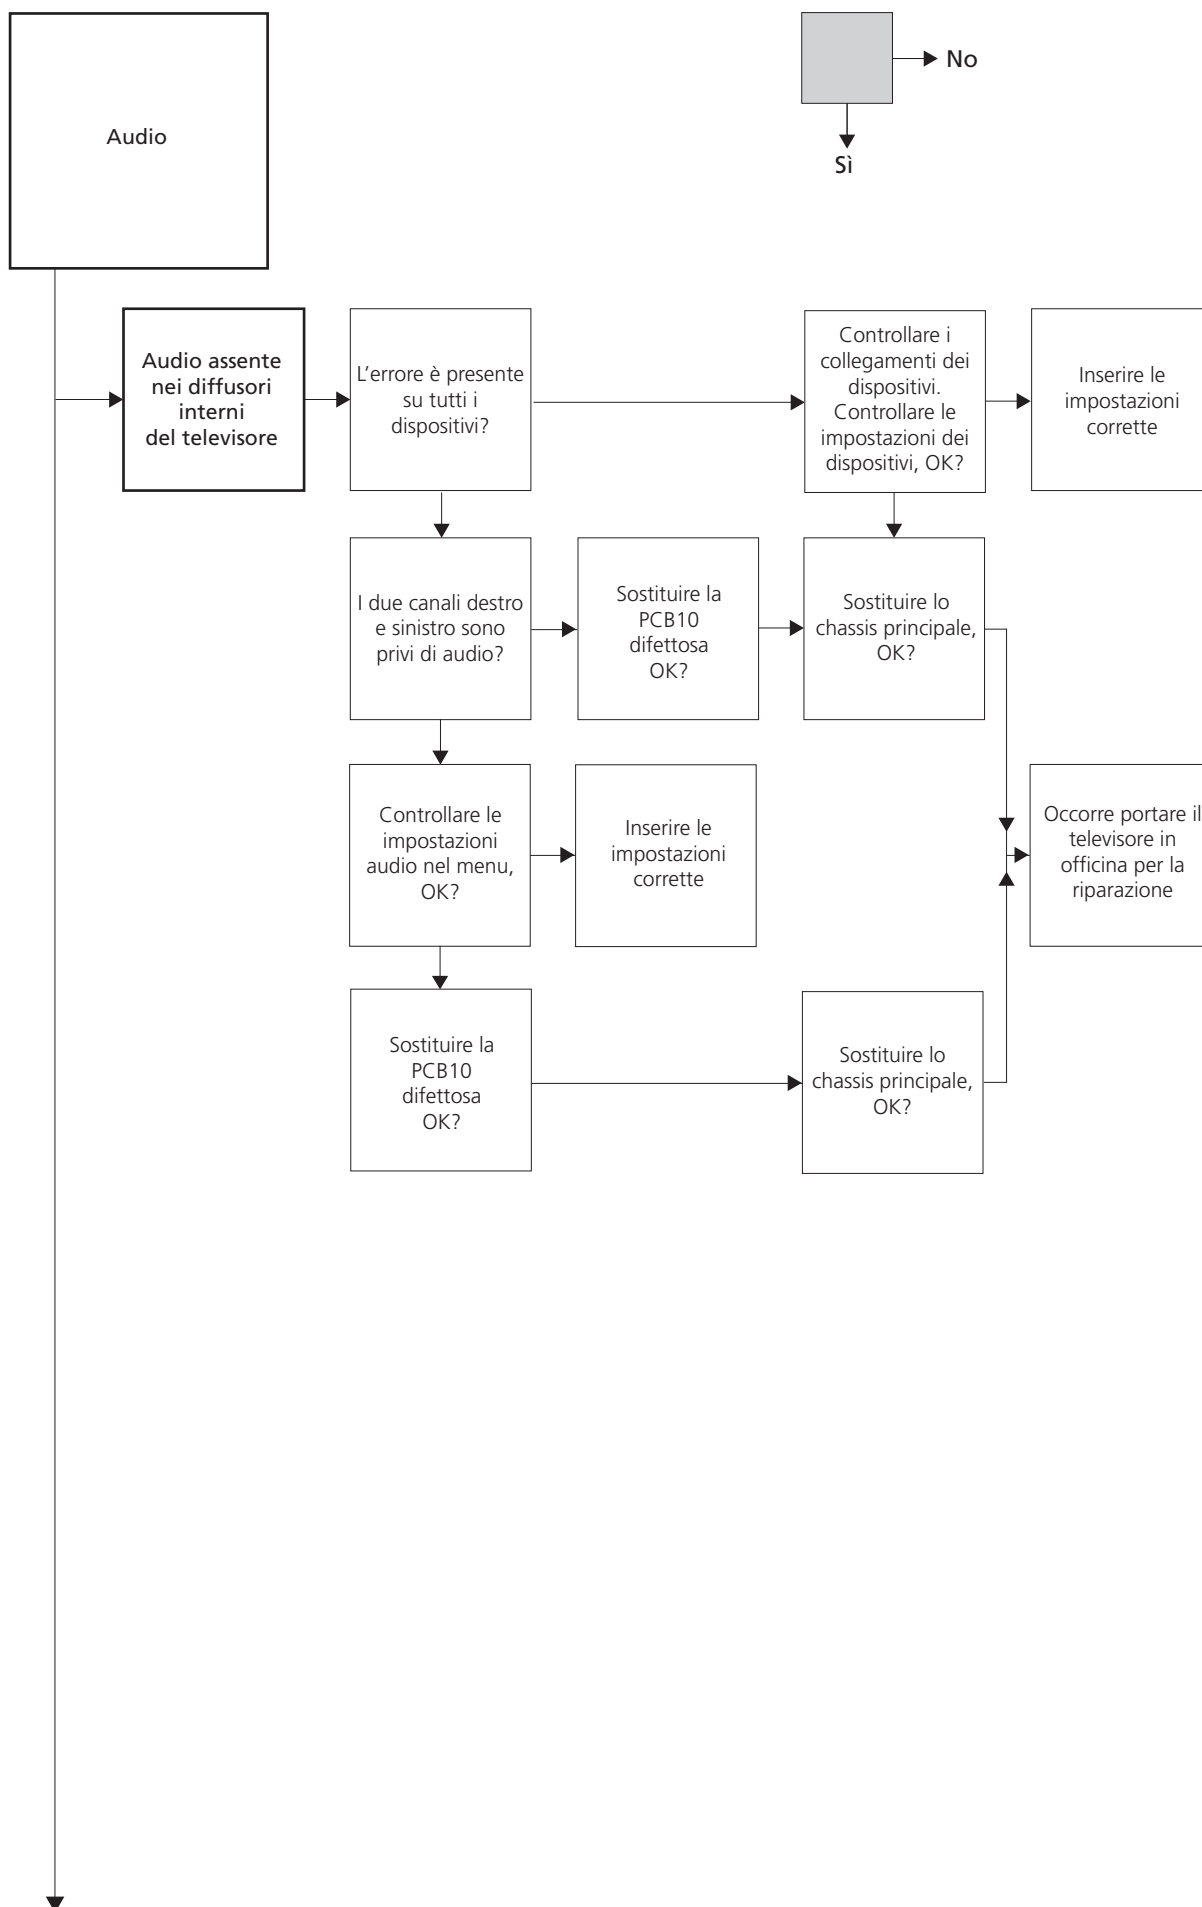 Audio
No
Sì
Audio assente
nei diffusori
interni
del televisore
L'errore è presente
su tutti i
dispositivi?
Controllare i
collegamenti dei
dispositivi.
Controllare le
impostazioni dei
dispositivi, OK?
Inserire le
impostazioni
corrette
I due canali destro
e sinistro sono
privi di audio?
Sostituire la
PCB10
difettosa
OK?
Sostituire lo
chassis principale,
OK?
Controllare le
impostazioni
audio nel menu,
OK?
Inserire le
impostazioni
corrette
Occorre portare il
televisore in
officina per la
riparazione
Sostituire la
PCB10
difettosa
OK?
Sostituire lo
chassis principale,
OK?